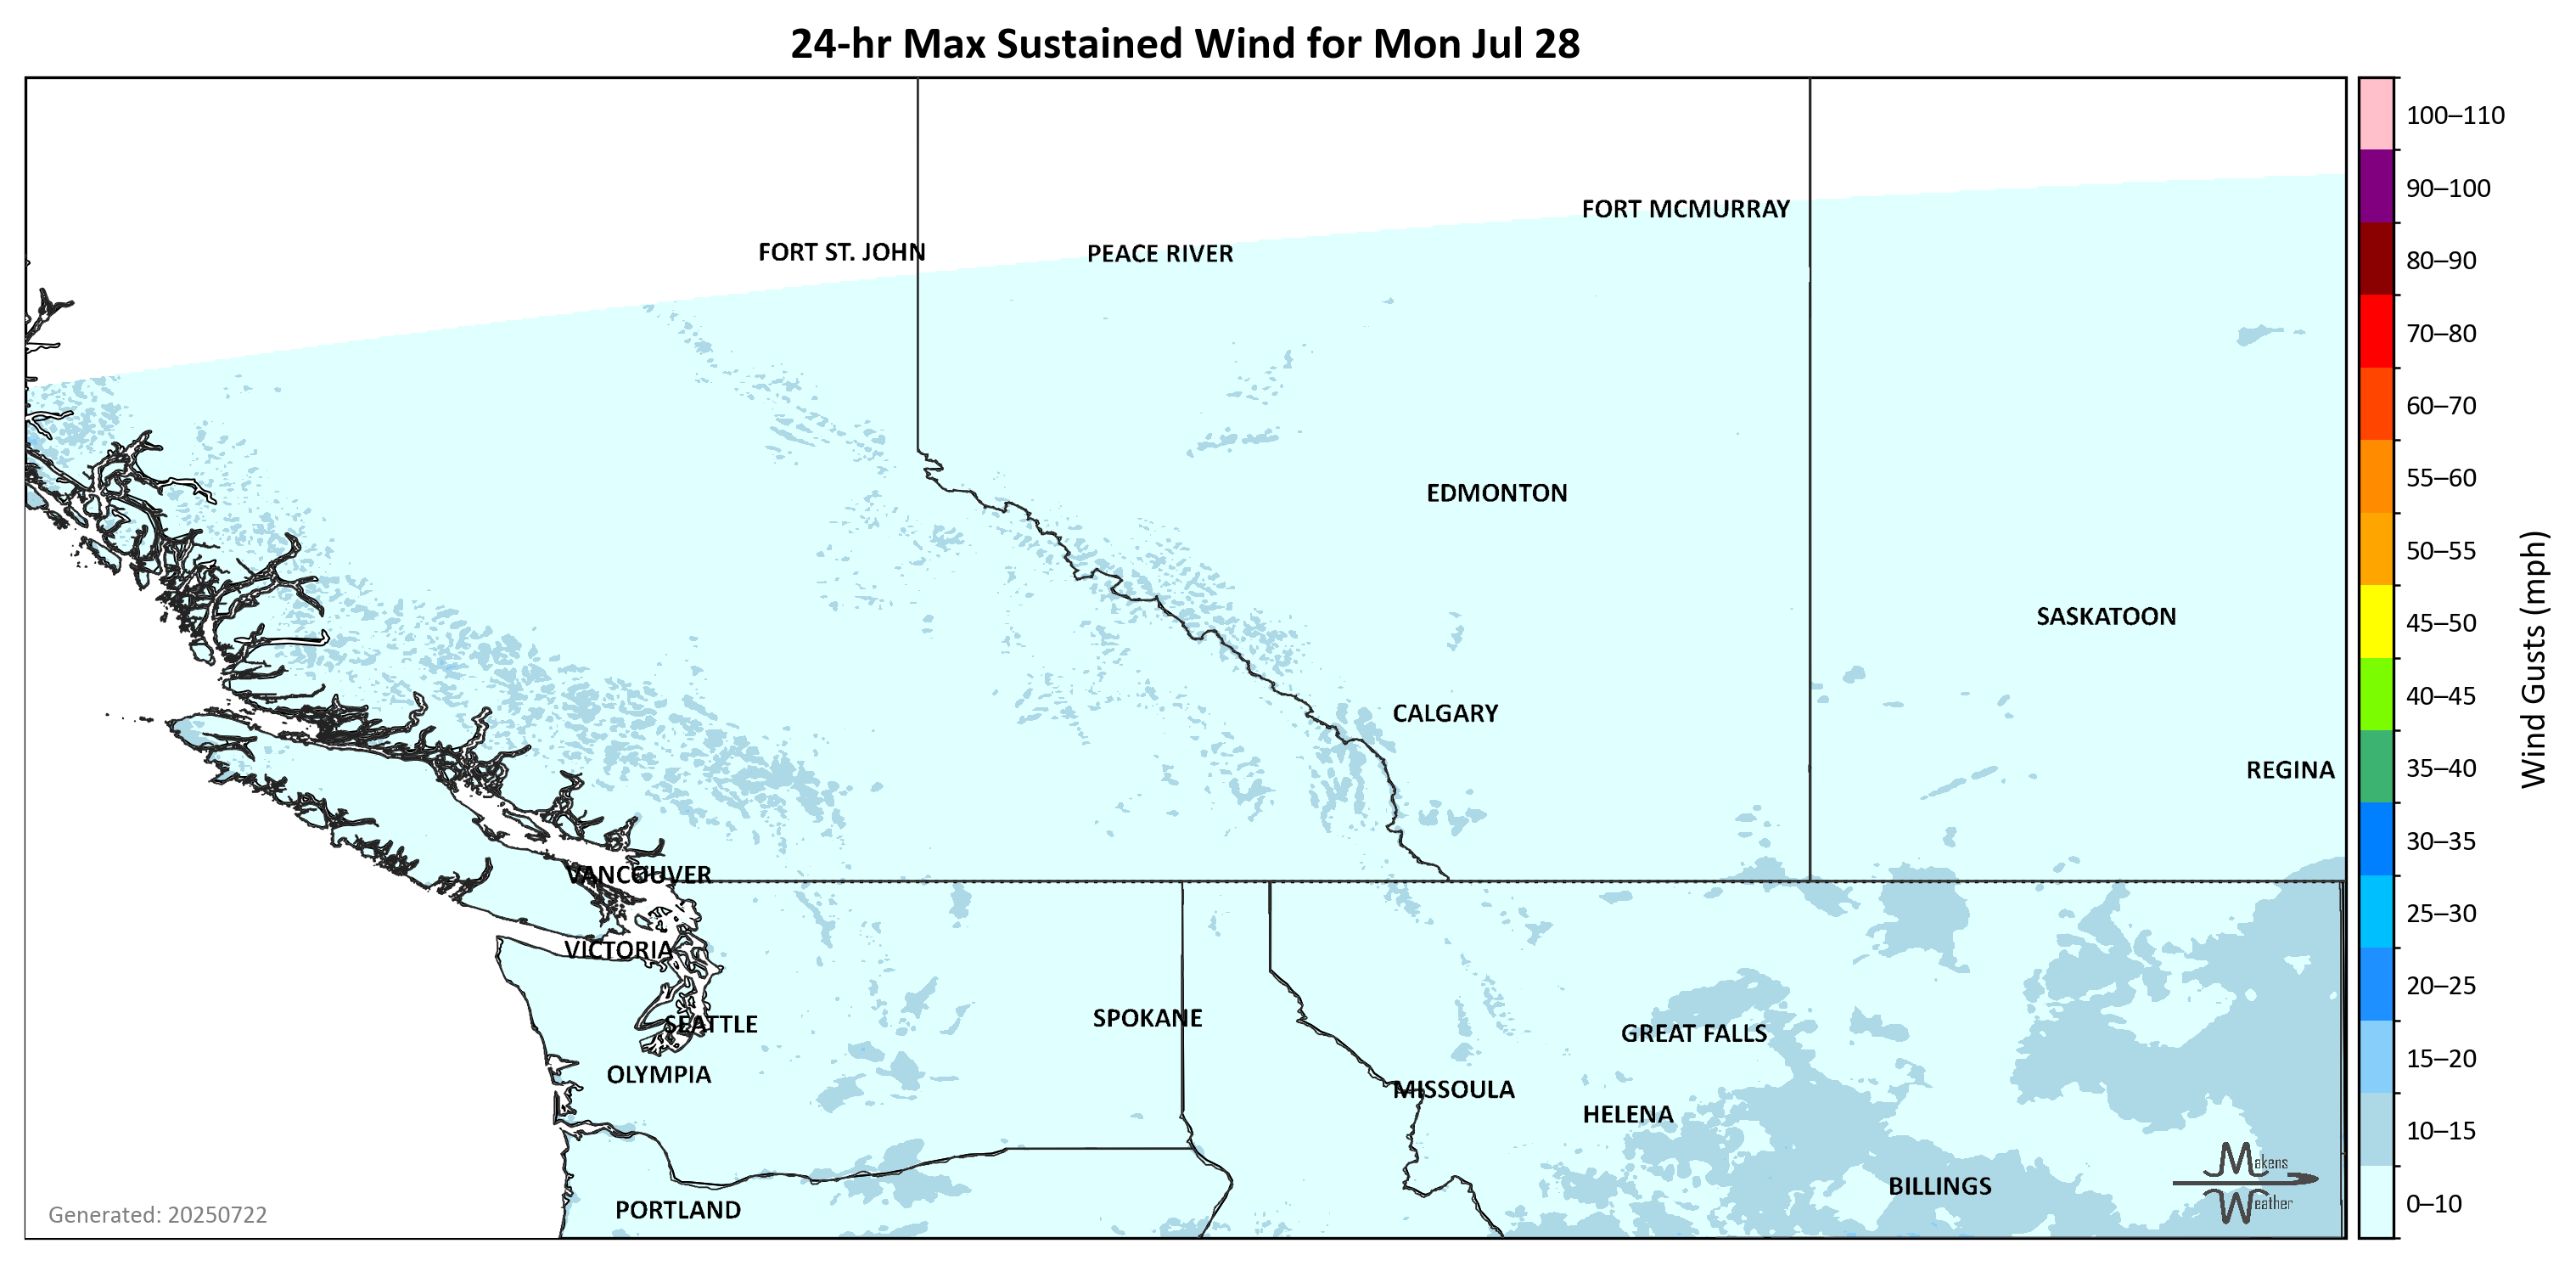 24-hr Max Sustained Wind for Mon Jul 28
100–110
90–100
80–90
70–80
60–70
55–60
50–55
45–50
40–45
35–40
30–35
25–30
20–25
15–20
10–15
0–10
Wind Gusts (mph)
FORT MCMURRAY
FORT ST. JOHN
PEACE RIVER
EDMONTON
SASKATOON
CALGARY
REGINA
VANCOUVER
VICTORIA
SEATTLE
SPOKANE
GREAT FALLS
OLYMPIA
MISSOULA
HELENA
BILLINGS
PORTLAND
Makens
Weather
Generated: 20250722